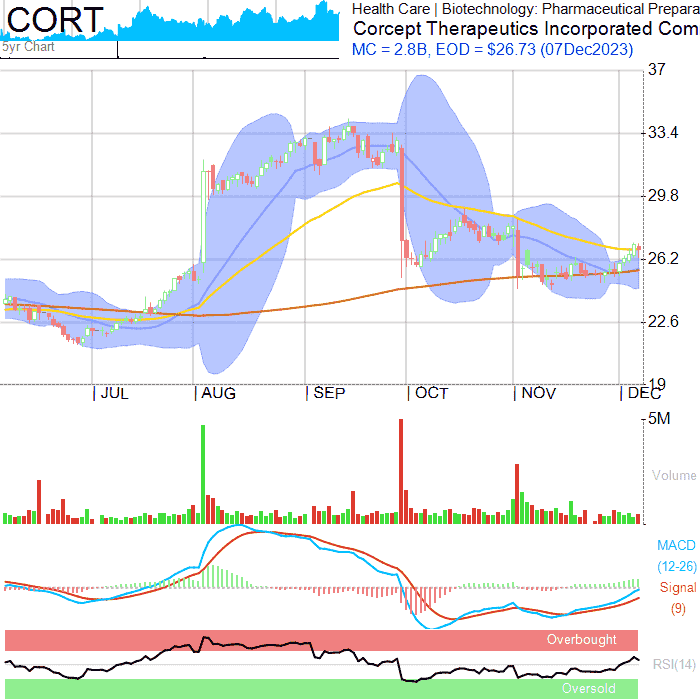 CORT
5yr Chart
Health Care | Biotechnology: Pharmaceutical Prepara
Corcept Therapeutics Incorporated Com
MC = 2.8B, EOD = $26.73 (07Dec2023)
37
33.4
29.8
26.2
22.6
19
JUL AUG SEP OCT NOV DEC
5M
Volume
MACD
(12-26)
Signal
(9)
Overbought
RSI(14)
Oversold